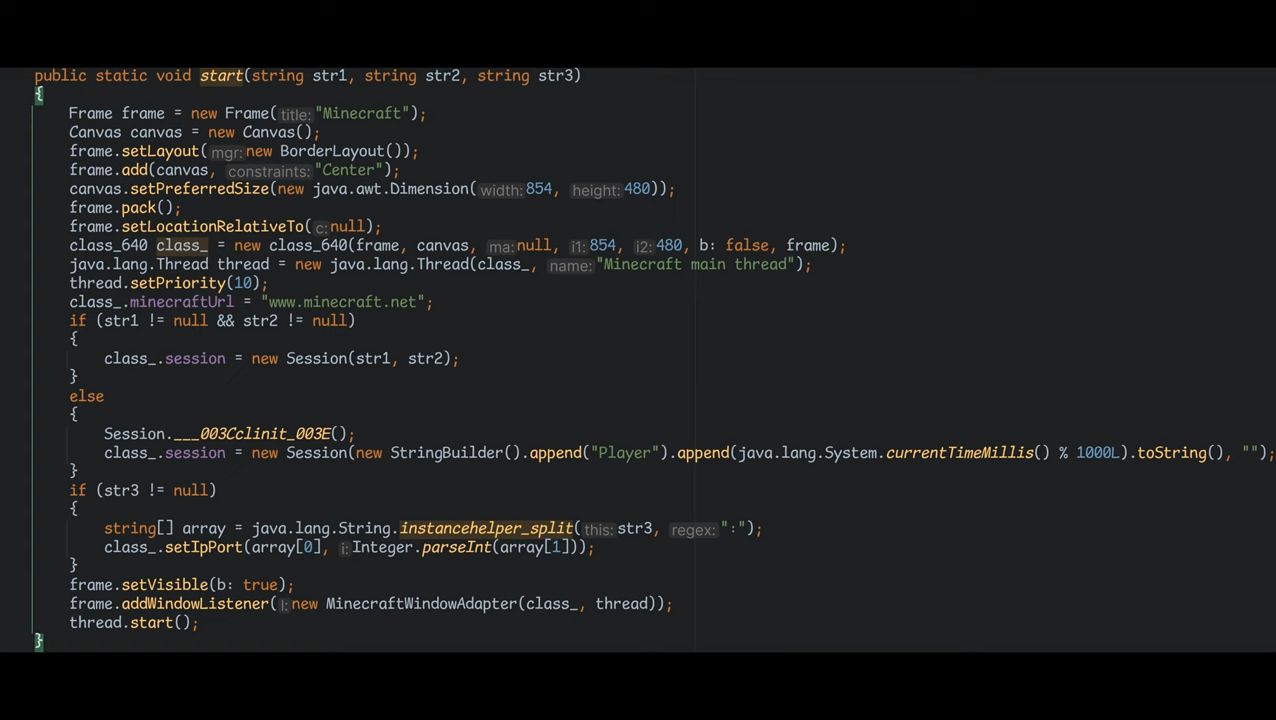 public static void start(string str1, string str2, string str3)
{
Frame frame = new Frame( title: "Minecraft");
Canvas canvas = new Canvas();
frame.setLayout( mgr: new BorderLayout());
frame.add(canvas, constraints: "Center");
canvas.setPreferredSize(new java.awt.Dimension( width: 854, height: 480));
frame.pack();
frame.setLocationRelativeTo( c: null);
class_640 class_ = new class_640(frame, canvas, ma: null, i1: 854, i2: 480, b: false, frame);
java.lang.Thread thread = new java.lang.Thread(class_, name: "Minecraft main thread");
thread.setPriority(10);
class_.minecraftUrl = "www.minecraft.net";
if (str1 != null && str2 != null)
{
class_.session = new Session(str1, str2);
}
else
{
Session.___003Cclinit_003E();
class_.session = new Session(new StringBuilder().append("Player").append(java.lang.System.currentTimeMillis() % 1000L).toString(), "");
}
if (str3 != null)
{
string[] array = java.lang.String.instancehelper_split( this: str3, regex: ":");
class_.setIpPort(array[0], i: Integer.parseInt(array[1]));
}
frame.setVisible(b: true);
frame.addWindowListener( l: new MinecraftWindowAdapter(class_, thread));
thread.start();
}